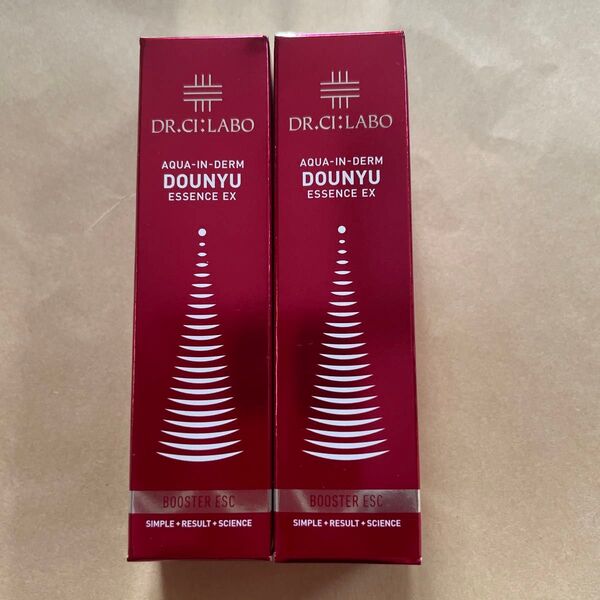 DR.CI:LABO
AQUA-IN-DERM
DOUNYU
ESSENCE EX
BOOSTER ESC
SIMPLE+RESULT+SCIENCE
DR.CI:LABO
AQUA-IN-DERM
DOUNYU
ESSENCE EX
BOOSTER ESC
SIMPLE+RESULT+SCIENCE